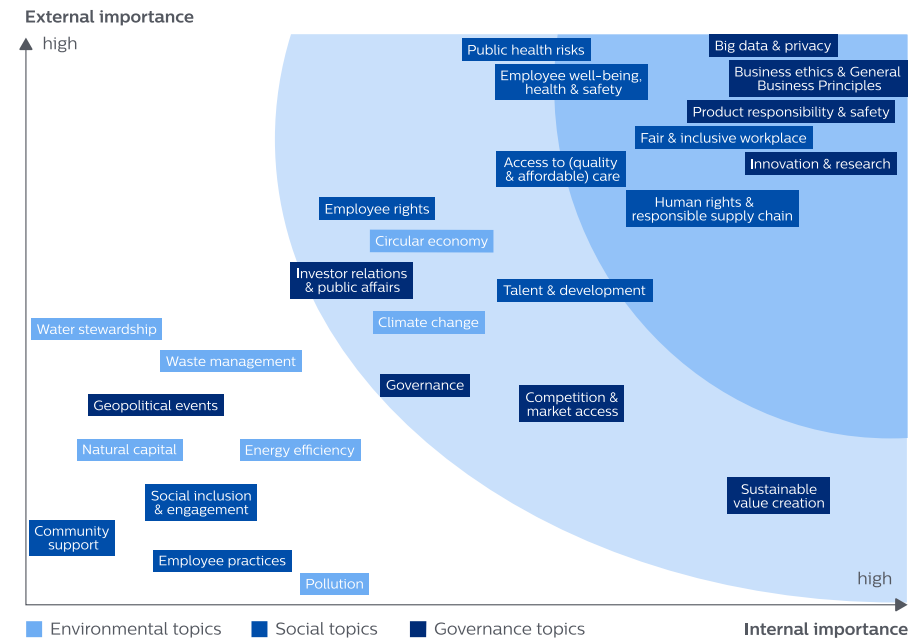 External importance
high
Public health risks
Big data & privacy
Employee well-being,
health & safety
Business ethics & General
Business Principles
Product responsibility & safety
Fair & inclusive workplace
Access to (quality
& affordable) care
Innovation & research
Employee rights
Human rights &
responsible supply chain
Circular economy
Investor relations
& public affairs
Talent & development
Water stewardship
Climate change
Waste management
Governance
Geopolitical events
Competition &
market access
Natural capital
Energy efficiency
Social inclusion
& engagement
Sustainable
value creation
Community
support
Employee practices
Pollution
high
Environmental topics
Social topics
Governance topics
Internal importance